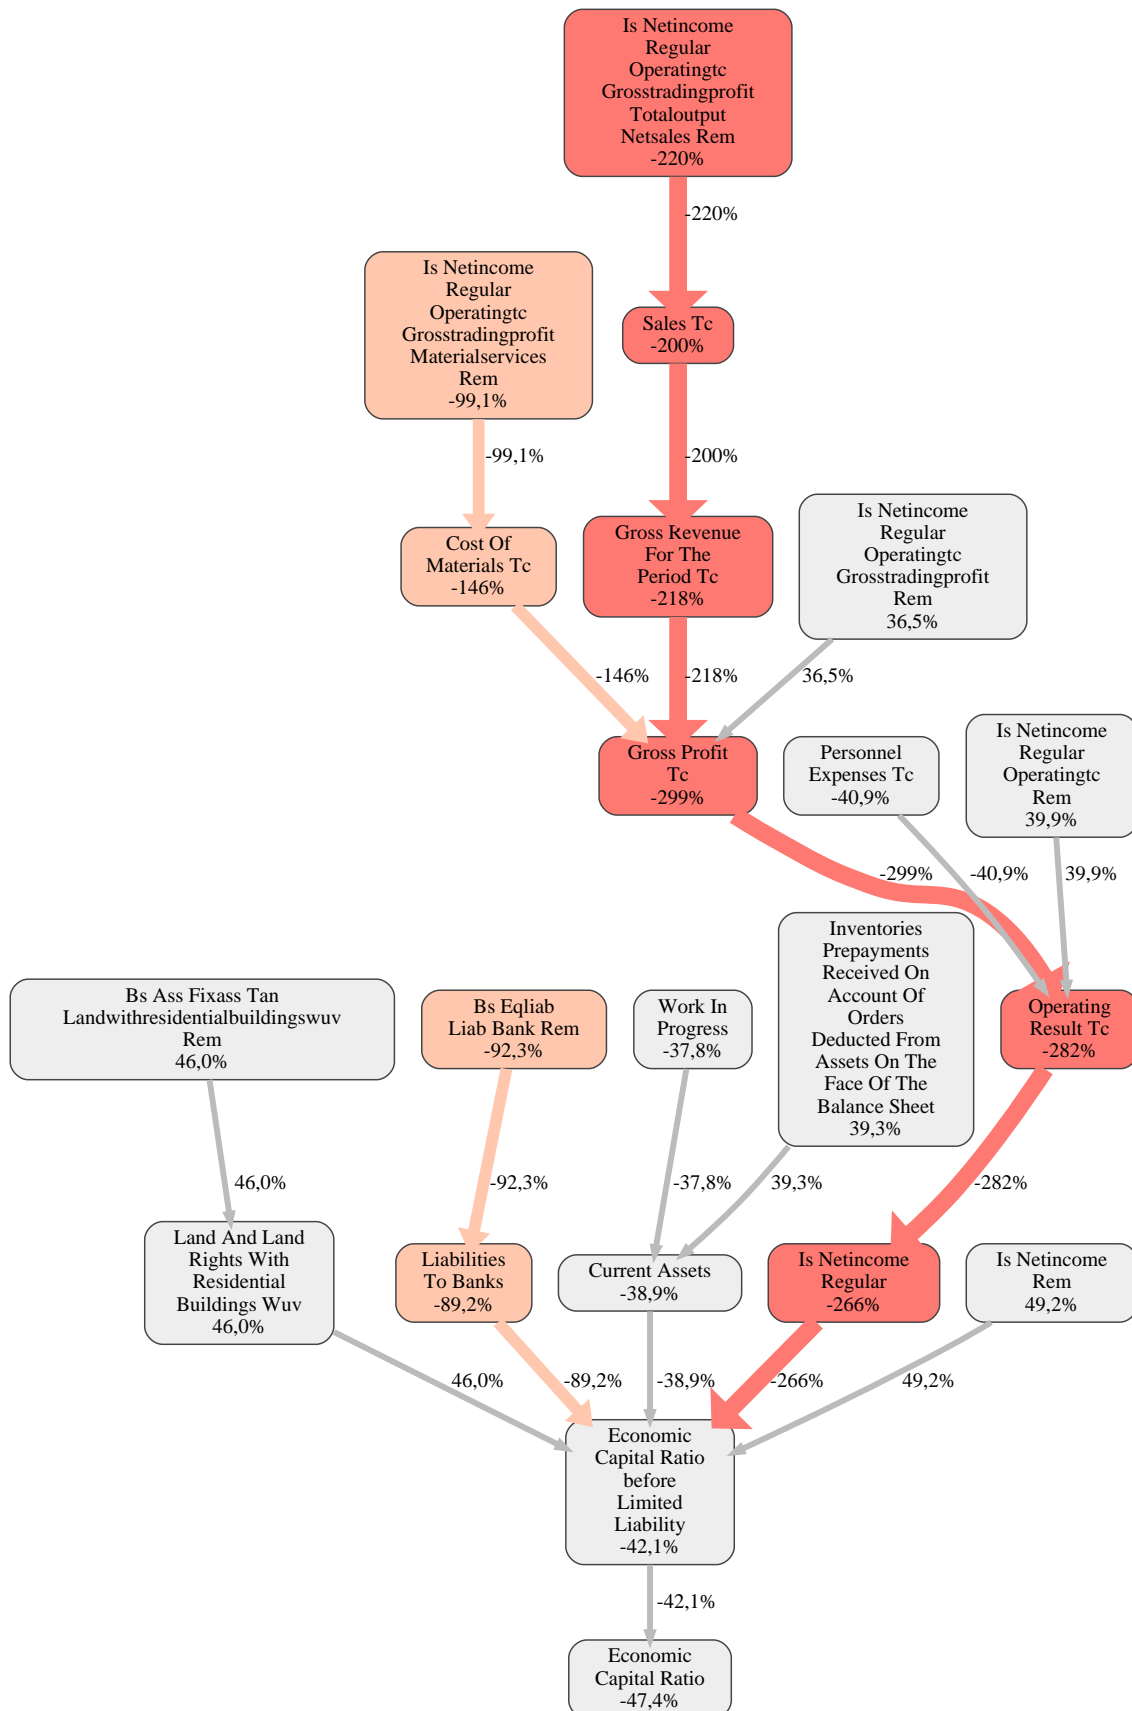 Is Netincome
Regular
Operatingtc
Grosstradingprofit
Totaloutput
Netsales Rem
-220%
-220%
Is Netincome
Regular
Operatingtc
Grosstradingprofit
Materialservices
Rem
-99,1%
Sales Tc
-200%
-99,1%
-200%
Is Netincome
Regular
Operatingtc
Grosstradingprofit
Rem
36,5%
Cost Of
Materials Tc
-146%
Gross Revenue
For The
Period Tc
-218%
-146%
-218%
36,5%
Gross Profit
Tc
-299%
Personnel
Expenses Tc
-40,9%
Is Netincome
Regular
Operatingtc
Rem
39,9%
-299%
-40,9%
39,9%
Bs Ass Fixass Tan
Landwithresidentialbuildingswuv
Rem
46,0%
Bs Eqliab
Liab Bank Rem
-92,3%
Work In
Progress
-37,8%
Inventories
Prepayments
Received On
Account Of
Orders
Deducted From
Assets On The
Face Of The
Balance Sheet
39,3%
Operating
Result Tc
-282%
46,0%
-92,3%
-37,8%
39,3%
-282%
Land And Land
Rights With
Residential
Buildings Wuv
46,0%
Liabilities
To Banks
-89,2%
Current Assets
-38,9%
Is Netincome
Regular
-266%
Is Netincome
Rem
49,2%
46,0%
-89,2%
-38,9%
-266%
49,2%
Economic
Capital Ratio
before
Limited
Liability
-42,1%
-42,1%
Economic
Capital Ratio
-47,4%